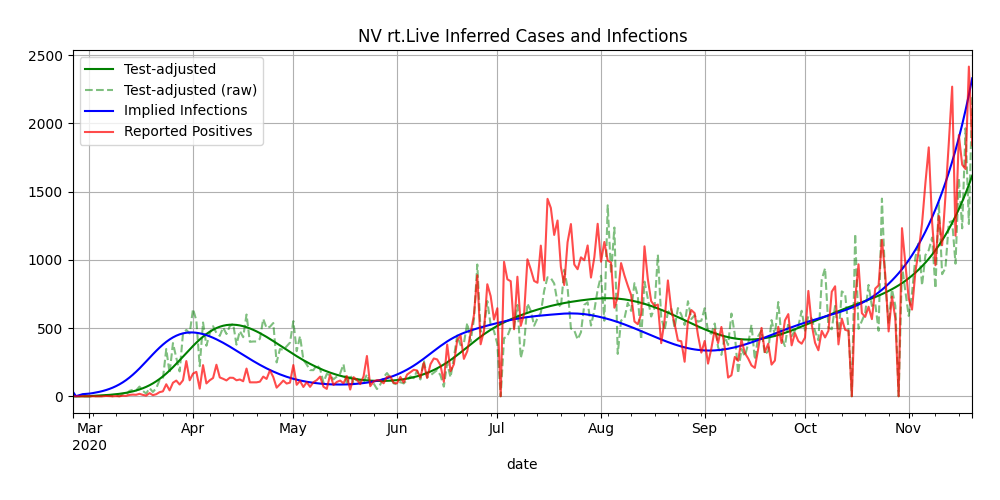 NV rt.Live Inferred Cases and Infections
Test-adjusted
Test-adjusted (raw)
Implied Infections
Reported Positives
2500
2000
1500
1000
500
0
Mar Apr May Jun Jul Aug Sep Oct Nov
2020
date